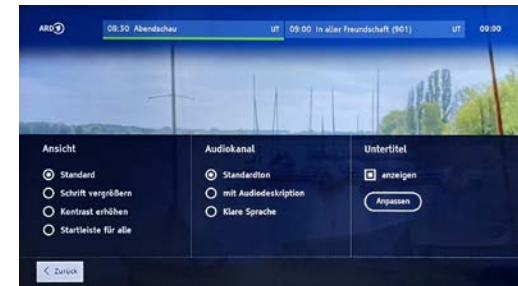 ARD 08:30 Abendschau UT 09:00 In aller Freundschaft (901) UT 09:00
Ansicht
Standard
Schrift vergrößern
Kontrast erhöhen
Startleiste für alle
Audiokanal
Standardton
mit Audiodeskription
Klare Sprache
Untertitel
anzeigen
Anpassen
Zurück